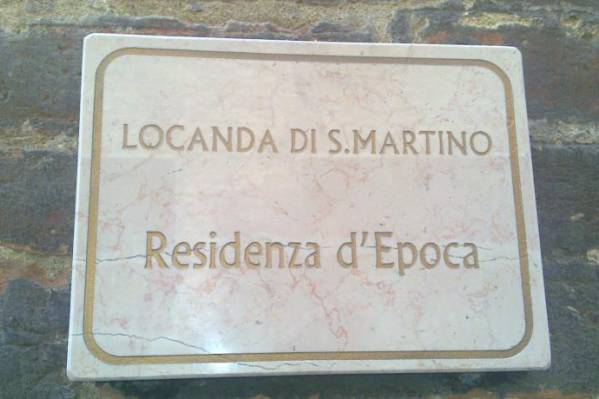 LOCANDA DI S.MARTINO
Residenza d'Epoca